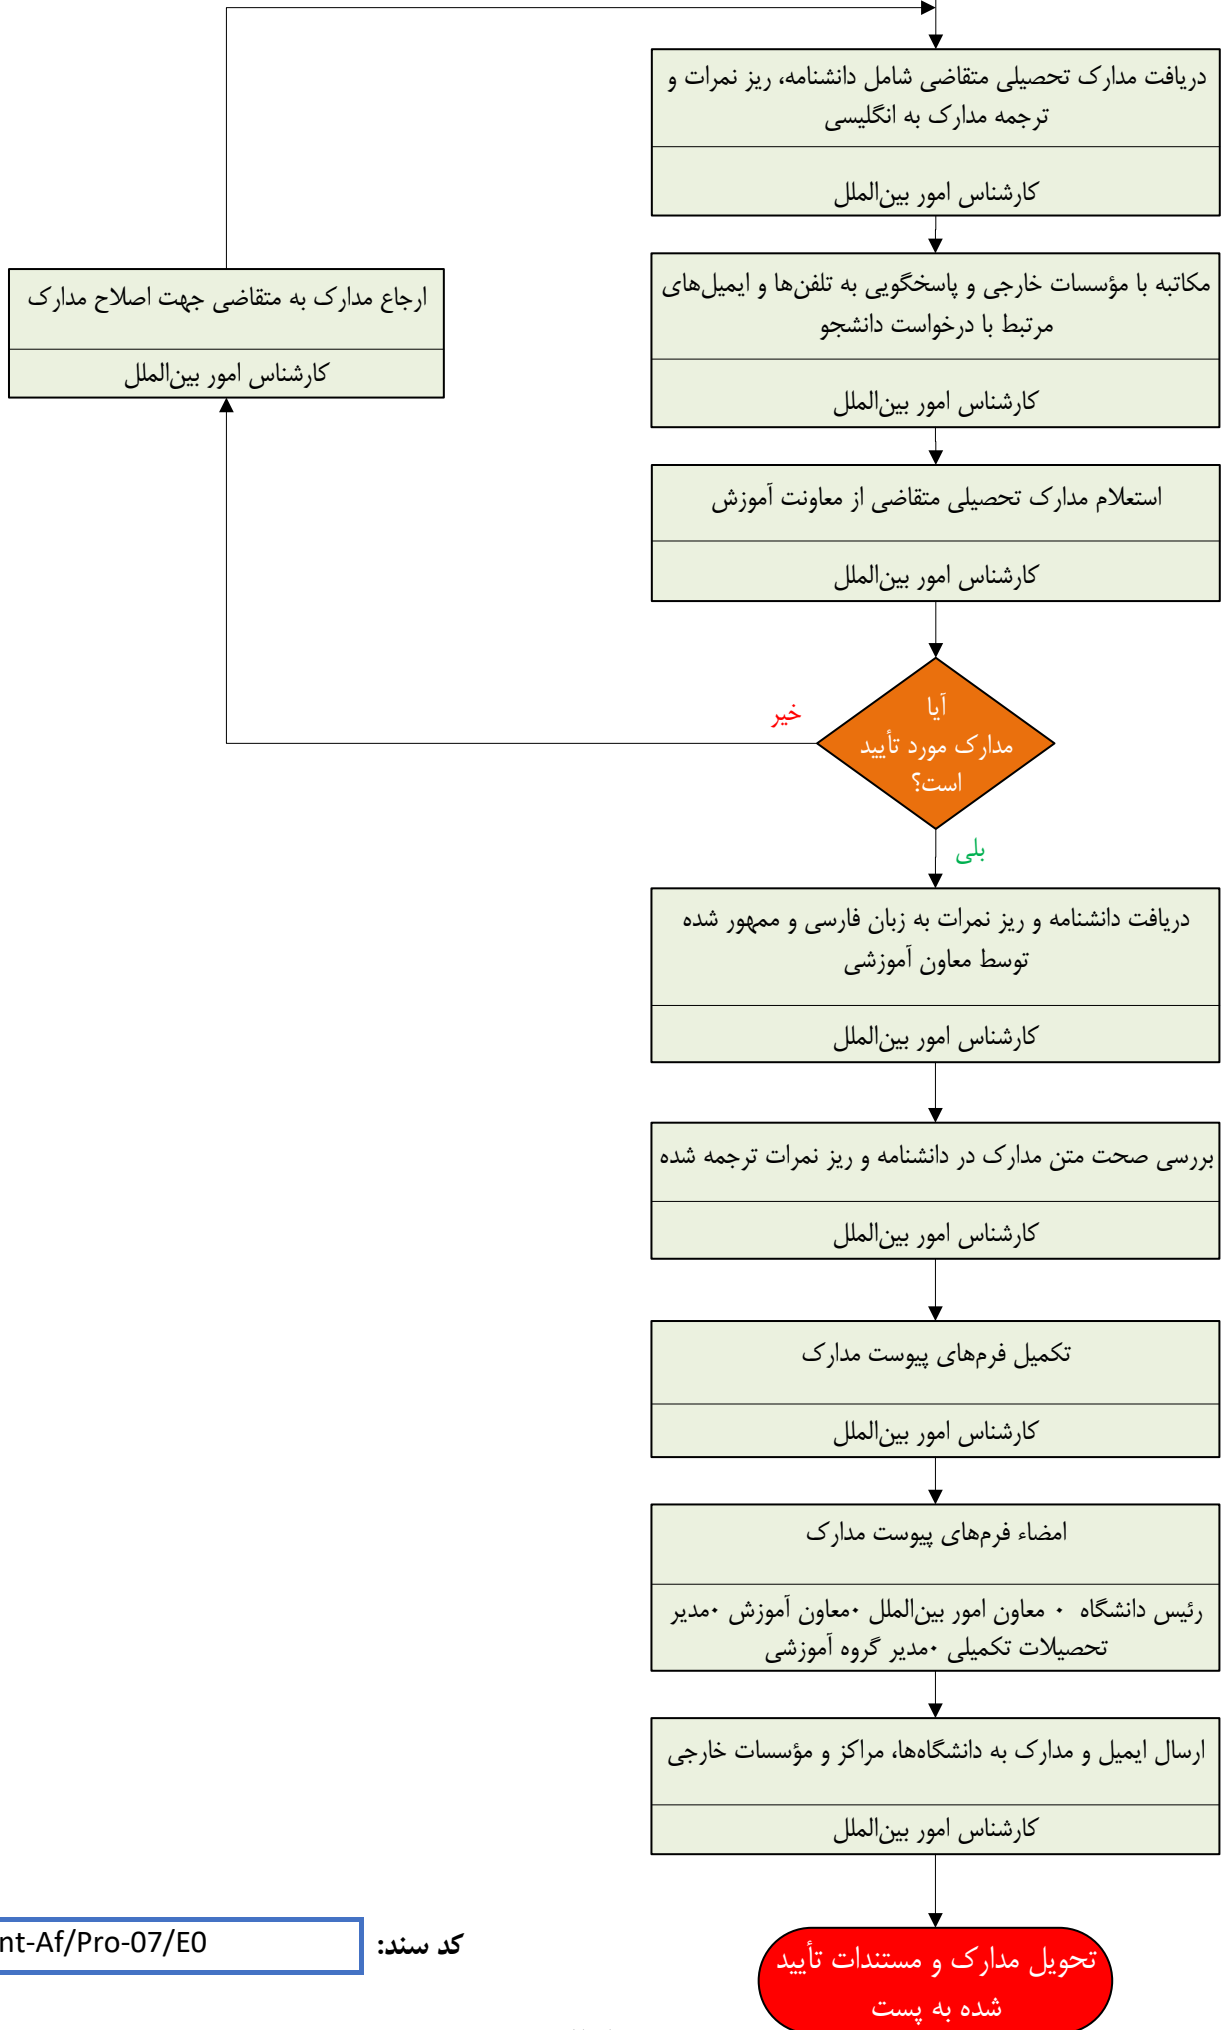 دریافت مدارک تحصیلی متقاضی شامل دانشنامه، ریز نمرات و
ترجمه مدارک به انگلیسی
کارشناس امور بین‌الملل
مکاتبه با مؤسسات خارجی و پاسخگویی به تلفن‌ها و ایمیل‌های
مرتبط با درخواست دانشجو
کارشناس امور بین‌الملل
ارجاع مدارک به متقاضی جهت اصلاح مدارک
کارشناس امور بین‌الملل
استعلام مدارک تحصیلی متقاضی از معاونت آموزش
کارشناس امور بین‌الملل
آیا
مدارک مورد تأیید
است؟
خیر
بلی
دریافت دانشنامه و ریز نمرات به زبان فارسی و ممهور شده
توسط معاون آموزشی
کارشناس امور بین‌الملل
بررسی صحت متن مدارک در دانشنامه و ریز نمرات ترجمه شده
کارشناس امور بین‌الملل
تکمیل فرم‌های پیوست مدارک
کارشناس امور بین‌الملل
امضاء فرم‌های پیوست مدارک
رئیس دانشگاه ۰ معاون امور بین‌الملل ۰معاون آموزش ۰مدیر
تحصیلات تکمیلی ۰مدیر گروه آموزشی
ارسال ایمیل و مدارک به دانشگاه‌ها، مراکز و مؤسسات خارجی
کارشناس امور بین‌الملل
تحویل مدارک و مستندات تأیید
شده به پست
کد سند:
nt-Af/Pro-07/E0